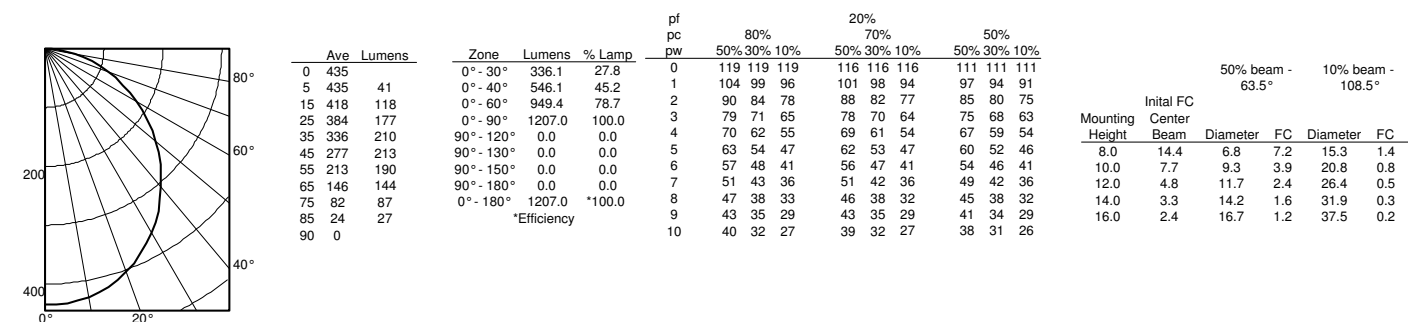 80°
60°
200
40°
400
0° 20°
Ave Lumens
0 435
5 435 41
15 418 118
25 384 177
35 336 210
45 277 213
55 213 190
65 146 144
75 82 87
85 24 27
90 0
Zone Lumens % Lamp
0° - 30° 336.1 27.8
0° - 40° 546.1 45.2
0° - 60° 949.4 78.7
0° - 90° 1207.0 100.0
90° - 120° 0.0 0.0
90° - 130° 0.0 0.0
90° - 150° 0.0 0.0
90° - 180° 0.0 0.0
0° - 180° 1207.0 *100.0
*Efficiency
pf 20%
pc 80% 70% 50%
pw 50% 30% 10% 50% 30% 10% 50% 30% 10%
0 119 119 119 116 116 116 111 111 111
1 104 99 96 101 98 94 97 94 91
2 90 84 78 88 82 77 85 80 75
3 79 71 65 78 70 64 75 68 63
4 70 62 55 69 61 54 67 59 54
5 63 54 47 62 53 47 60 52 46
6 57 48 41 56 47 41 54 46 41
7 51 43 36 51 42 36 49 42 36
8 47 38 33 46 38 32 45 38 32
9 43 35 29 43 35 29 41 34 29
10 40 32 27 39 32 27 38 31 26
50% beam - 10% beam -
63.5° 108.5°
Inital FC
Mounting Center
Height Beam Diameter FC Diameter FC
8.0 14.4 6.8 7.2 15.3 1.4
10.0 7.7 9.3 3.9 20.8 0.8
12.0 4.8 11.7 2.4 26.4 0.5
14.0 3.3 14.2 1.6 31.9 0.3
16.0 2.4 16.7 1.2 37.5 0.2